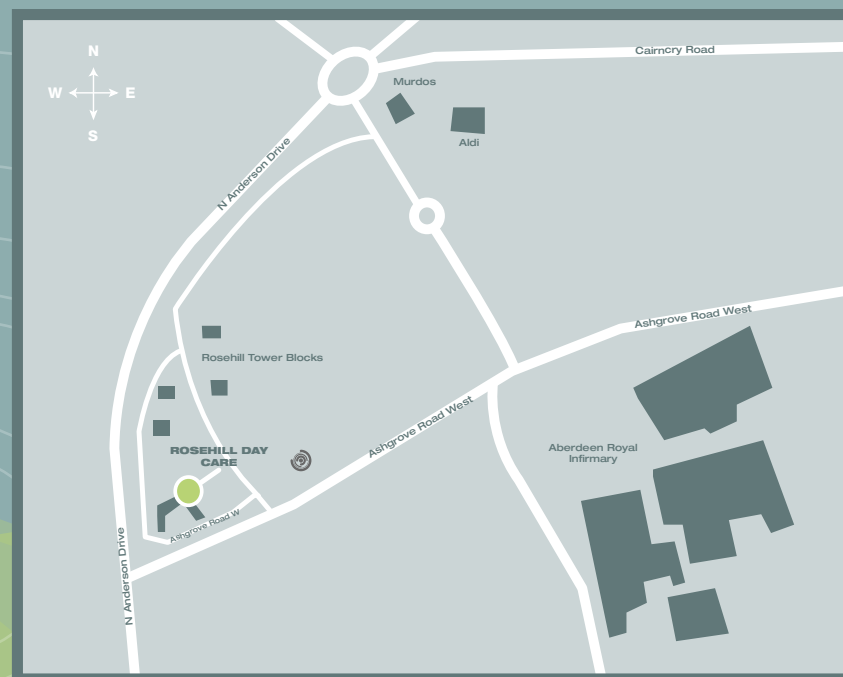 N
W
E
S
Cairncry Road
Murdos
Aldi
N Anderson Drive
Ashgrove Road West
Rosehill Tower Blocks
Ashgrove Road West
ROSEHILL DAY
CARE
Aberdeen Royal
Infirmary
Ashgrove Road W
N Anderson Drive